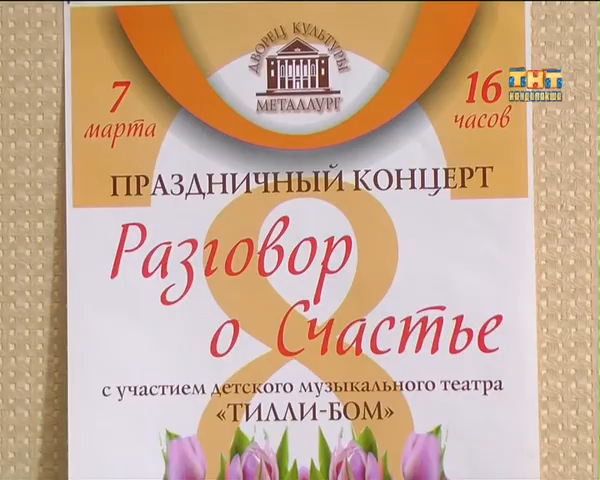 ДВОРЕЦ КУЛЬТУРЫ
МЕТАЛЛУРГ
7
марта
16
часов
ТНТ
ПРАЗДНИЧНЫЙ КОНЦЕРТ
Разговор
о Счастье
с участием детского музыкального театра
«ТИЛЛИ-БОМ»